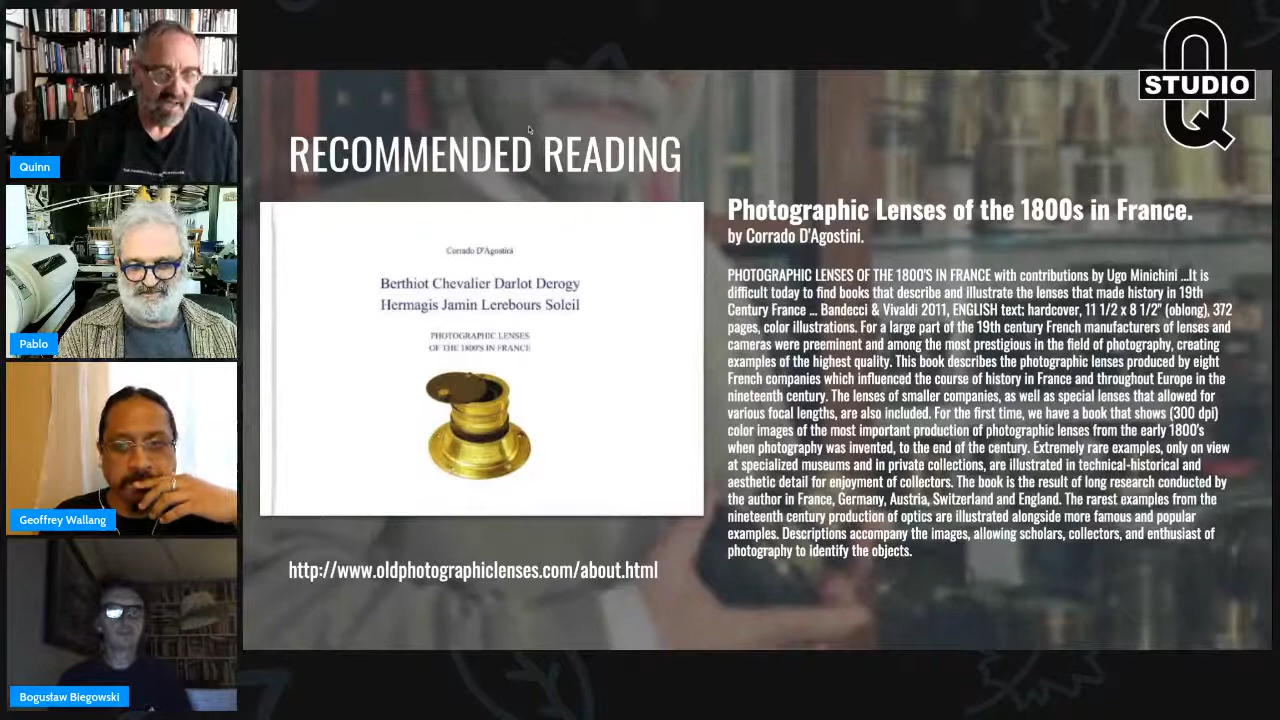 Quinn
Pablo
Geoffrey Wallang
Bogustaw Biegowski
STUDIO
Q
RECOMMENDED READING
Corrado D'Agostini
Berthiot Chevalier Darlot Derogy
Hermagis Jamin Lerebours Soleil
PHOTOGRAPHIC LENSES
OF THE 1800'S IN FRANCE
http://www.oldphotographiclenses.com/about.html
Photographic Lenses of the 1800s in France.
by Corrado D'Agostini.
PHOTOGRAPHIC LENSES OF THE 1800'S IN FRANCE with contributions by Ugo Minichini ...It is
difficult today to find books that describe and illustrate the lenses that made history in 19th
Century France ... Bandecci & Vivaldi 2011, ENGLISH text; hardcover, 11 1/2 x 8 1/2" (oblong), 372
pages, color illustrations. For a large part of the 19th century French manufacturers of lenses and
cameras were preeminent and among the most prestigious in the field of photography, creating
examples of the highest quality. This book describes the photographic lenses produced by eight
French companies which influenced the course of history in France and throughout Europe in the
nineteenth century. The lenses of smaller companies, as well as special lenses that allowed for
various focal lengths, are also included. For the first time, we have a book that shows (300 dpi)
color images of the most important production of photographic lenses from the early 1800's
when photography was invented, to the end of the century. Extremely rare examples, only on view
at specialized museums and in private collections, are illustrated in technical-historical and
aesthetic detail for enjoyment of collectors. The book is the result of long research conducted by
the author in France, Germany, Austria, Switzerland and England. The rarest examples from the
nineteenth century production of optics are illustrated alongside more famous and popular
examples. Descriptions accompany the images, allowing scholars, collectors, and enthusiast of
photography to identify the objects.